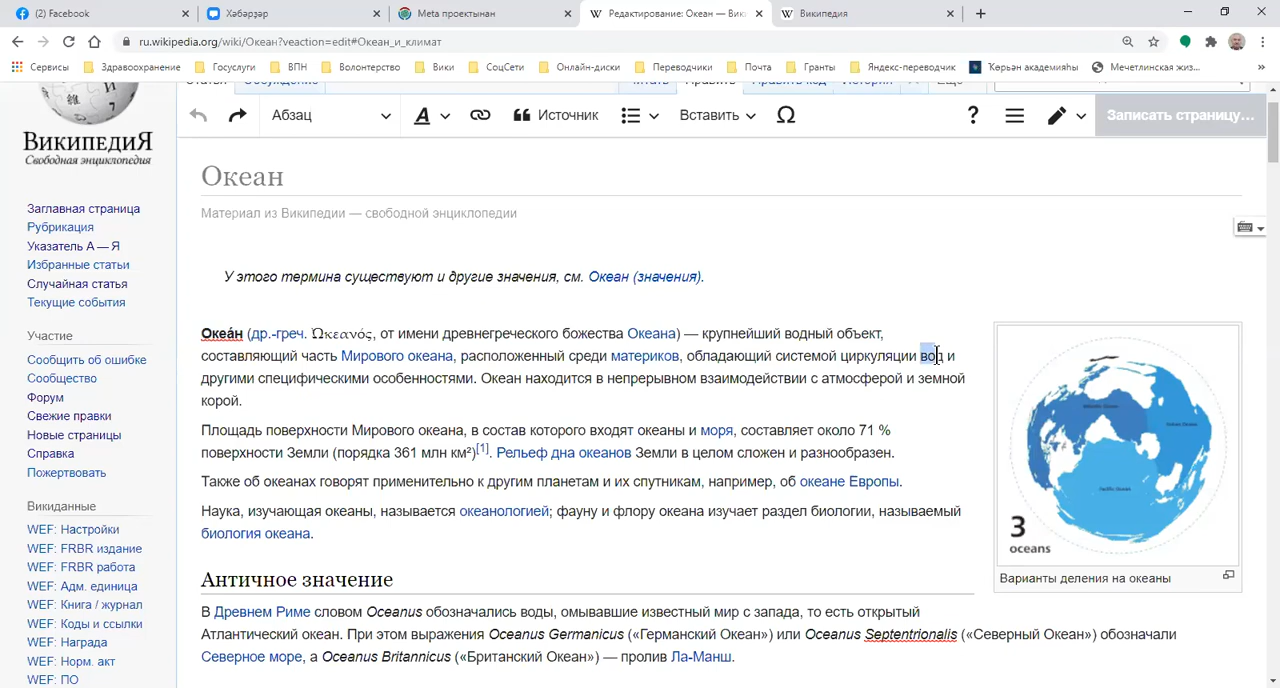 (2) Facebook
Хәбәрҙәр
Meta проектынан
Редактирование: Океан — Вик
Википедия
ru.wikipedia.org/wiki/Океан?veaction=edit#Океан_и_климат
Сервисы
Здравоохранение
Госуслуги
ВПН
Волонтерство
Вики
СоцСети
Онлайн-диски
Переводчики
Почта
Гранты
Яндекс-переводчик
Ҡөрьән академияһы
Мечетлинская жиз...
»
Абзац
Источник
Вставить
Записать страницу...
ВикипедиЯ
Свободная энциклопедия
Заглавная страница
Рубрикация
Указатель А — Я
Избранные статьи
Случайная статья
Текущие события
Участие
Сообщить об ошибке
Сообщество
Форум
Свежие правки
Новые страницы
Справка
Пожертвовать
Викиданные
WEF: Настройки
WEF: FRBR издание
WEF: FRBR работа
WEF: Адм. единица
WEF: Книга / журнал
WEF: Коды и ссылки
WEF: Награда
WEF: Норм. акт
WEF: ПО
Океан
Материал из Википедии — свободной энциклопедии
У этого термина существуют и другие значения, см. Океан (значения).
Океа́н (др.-греч. Ὠκεανός, от имени древнегреческого божества Океана) — крупнейший водный объект,
составляющий часть Мирового океана, расположенный среди материков, обладающий системой циркуляции вод и
другими специфическими особенностями. Океан находится в непрерывном взаимодействии с атмосферой и земной
корой.
Площадь поверхности Мирового океана, в состав которого входят океаны и моря, составляет около 71 %
поверхности Земли (порядка 361 млн км²)[1]. Рельеф дна океанов Земли в целом сложен и разнообразен.
Также об океанах говорят применительно к другим планетам и их спутникам, например, об океане Европы.
Наука, изучающая океаны, называется океанологией; фауну и флору океана изучает раздел биологии, называемый
биология океана.
Античное значение
В Древнем Риме словом Oceanus обозначались воды, омывавшие известный мир с запада, то есть открытый
Атлантический океан. При этом выражения Oceanus Germanicus («Германский Океан») или Oceanus Septentrionalis («Северный Океан») обозначали
Северное море, а Oceanus Britannicus («Британский Океан») — пролив Ла-Манш.
3
oceans
Варианты деления на океаны